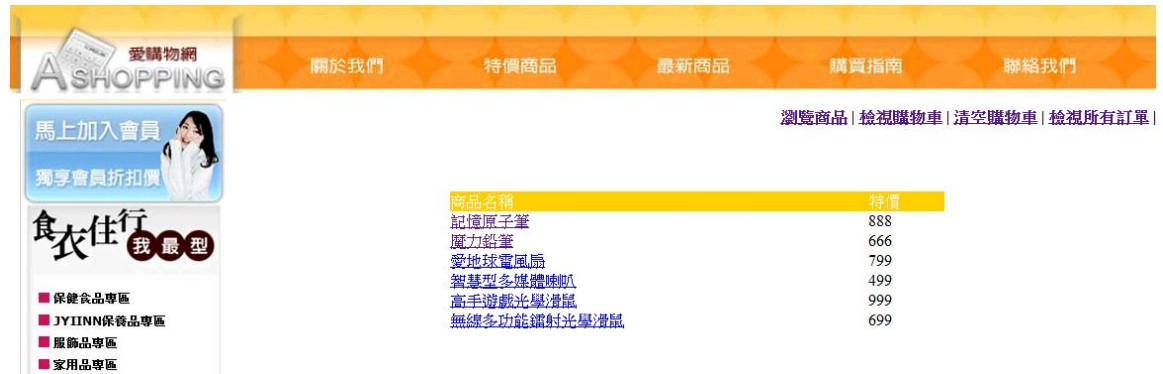 愛購物網
ASHOPPING
關於我們 特價商品 最新商品 購買指南 聯絡我們
馬上加入會員
獨享會員折扣價
瀏覽商品 | 檢視購物車 | 清空購物車 | 檢視所有訂單 |
商品名稱 特價
記憶原子筆 888
魔力鉛筆 666
愛地球電風扇 799
智慧型多媒體喇叭 499
高手遊戲光學滑鼠 999
無線多功能鐳射光學滑鼠 699
食衣住行
我最型
保健食品專區
JYIINN保養品專區
服飾品專區
家用品專區